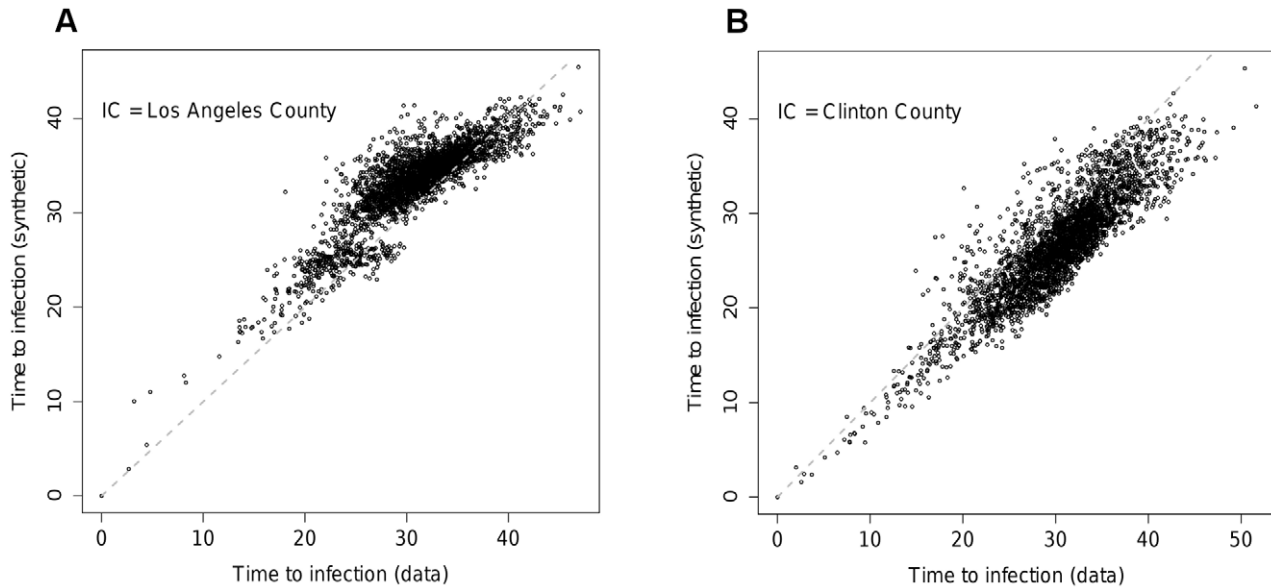 A
IC = Los Angeles County
Time to infection (synthetic)
0 10 20 30 40
0 10 20 30 40
Time to infection (data)
B
IC = Clinton County
Time to infection (synthetic)
0 10 20 30 40
0 10 20 30 40 50
Time to infection (data)